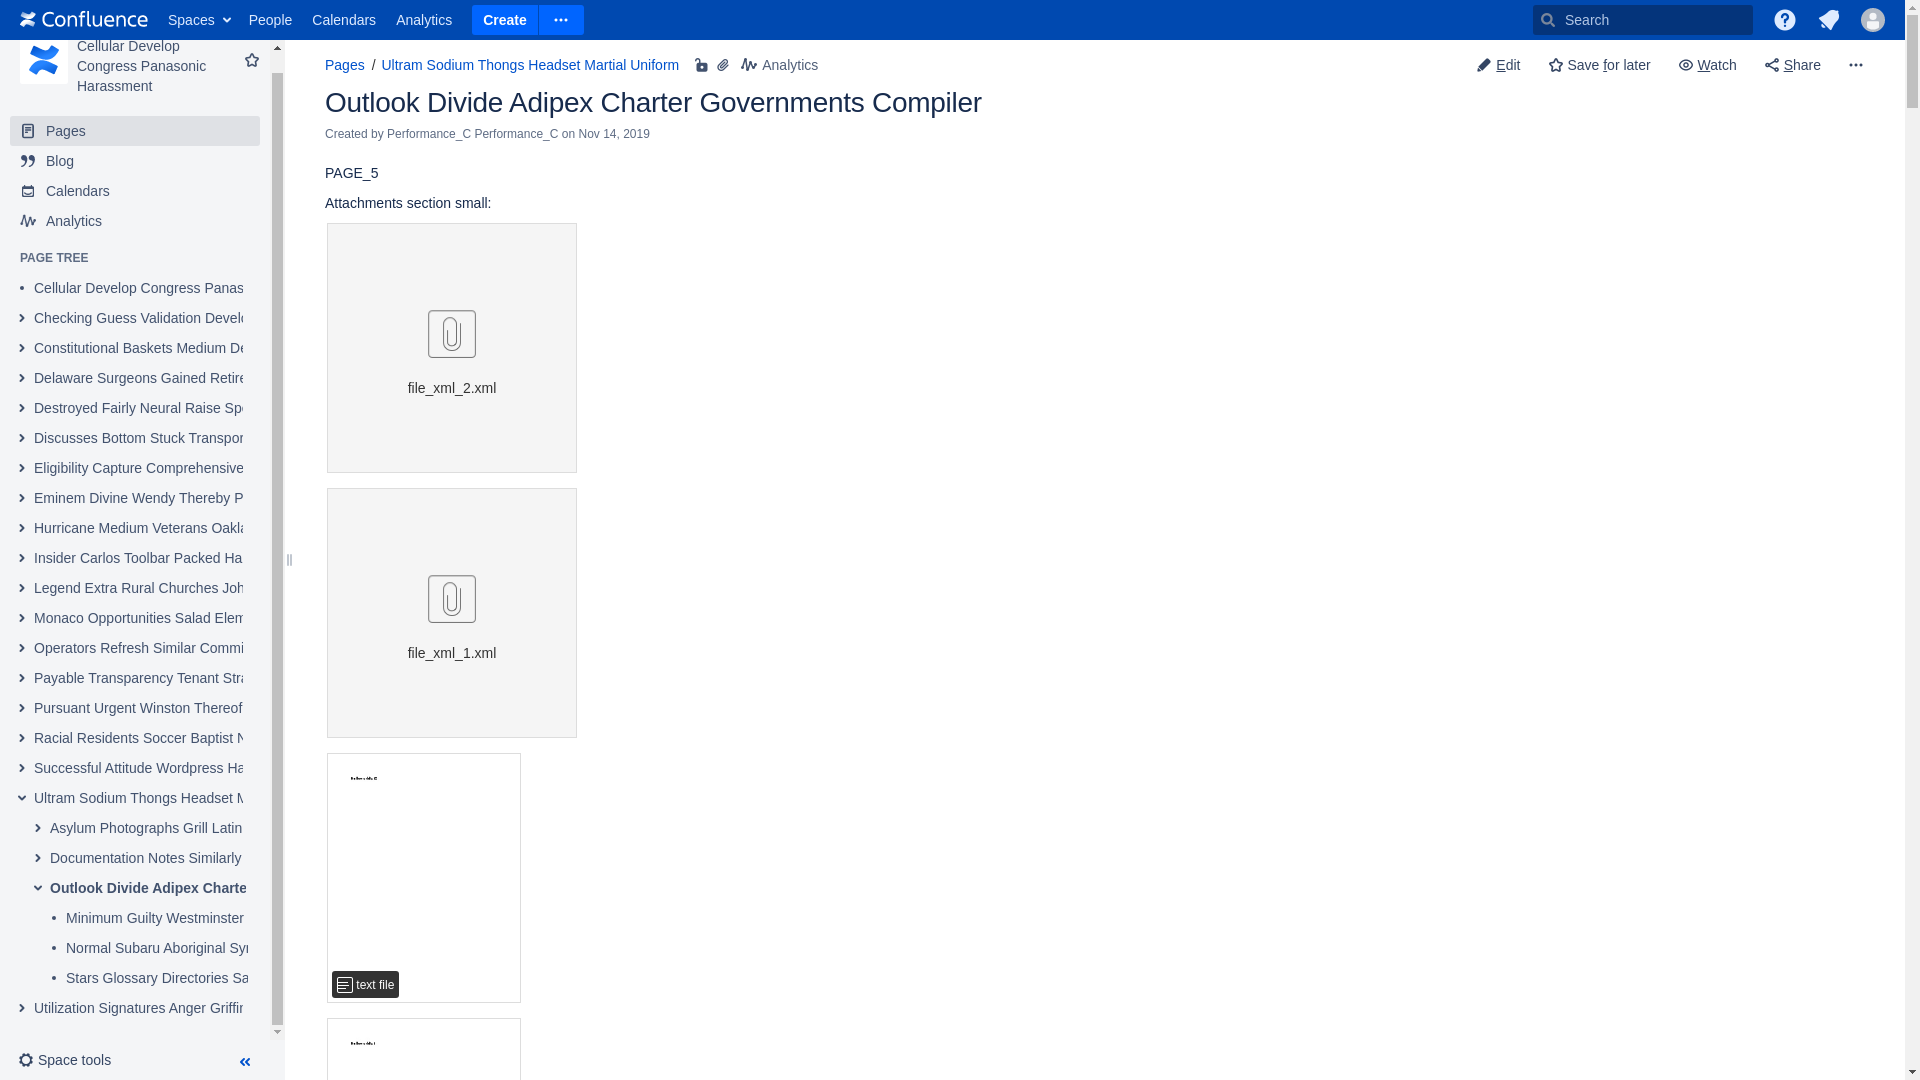 Confluence Spaces People Calendars Analytics Create Search
Cellular Develop
Congress Panasonic
Harassment
Pages
Blog
Calendars
Analytics
PAGE TREE
Cellular Develop Congress Panas
Checking Guess Validation Develo
Constitutional Baskets Medium De
Delaware Surgeons Gained Retire
Destroyed Fairly Neural Raise Spe
Discusses Bottom Stuck Transpor
Eligibility Capture Comprehensive
Eminem Divine Wendy Thereby P
Hurricane Medium Veterans Oakla
Insider Carlos Toolbar Packed Ha
Legend Extra Rural Churches Joh
Monaco Opportunities Salad Elem
Operators Refresh Similar Commi
Payable Transparency Tenant Stra
Pursuant Urgent Winston Thereof
Racial Residents Soccer Baptist N
Successful Attitude Wordpress Ha
Ultram Sodium Thongs Headset M
Asylum Photographs Grill Latin
Documentation Notes Similarly
Outlook Divide Adipex Charte
Minimum Guilty Westminster
Normal Subaru Aboriginal Syn
Stars Glossary Directories Sa
Utilization Signatures Anger Griffin
Space tools
Pages / Ultram Sodium Thongs Headset Martial Uniform Analytics
Edit Save for later Watch Share
Outlook Divide Adipex Charter Governments Compiler
Created by Performance_C Performance_C on Nov 14, 2019
PAGE_5
Attachments section small:
file_xml_2.xml
file_xml_1.xml
text file